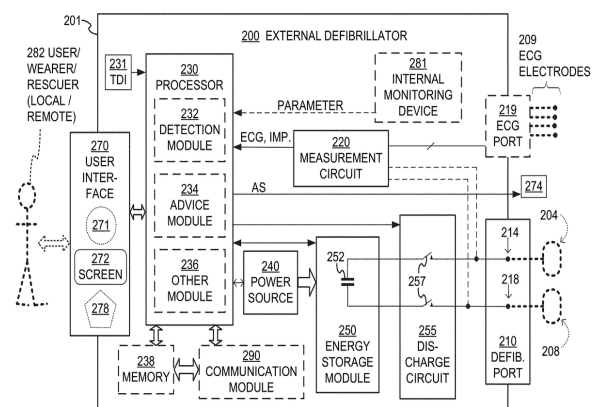 201
200 EXTERNAL DEFIBRILLATOR
282 USER/
WEARER/
RESCUER
(LOCAL /
REMOTE)
231
TDI
230
PROCESSOR
232
DETECTION
MODULE
234
ADVICE
MODULE
236
OTHER
MODULE
281
INTERNAL
MONITORING
DEVICE
PARAMETER
209
ECG
ELECTRODES
219
ECG
PORT
ECG, IMP.
220
MEASUREMENT
CIRCUIT
AS
274
270
USER
INTER-
FACE
271
272
SCREEN
278
240
POWER
SOURCE
252
250
ENERGY
STORAGE
MODULE
257
255
DIS-
CHARGE
CIRCUIT
214
218
210
DEFIB.
PORT
204
208
238
MEMORY
290
COMMUNICATION
MODULE